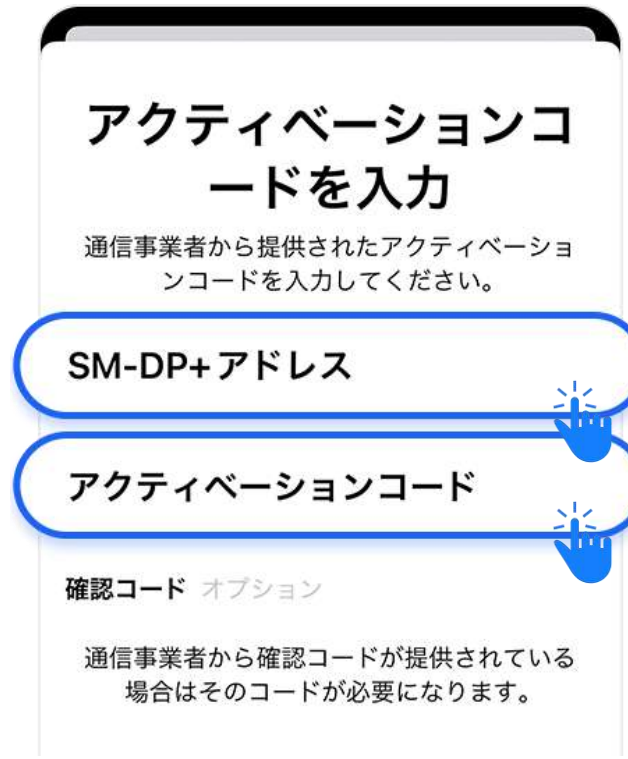 アクティベーションコ
ードを入力
通信事業者から提供されたアクティベーショ
ンコードを入力してください。
SM-DP+アドレス
アクティベーションコード
確認コード オプション
通信事業者から確認コードが提供されている
場合はそのコードが必要になります。